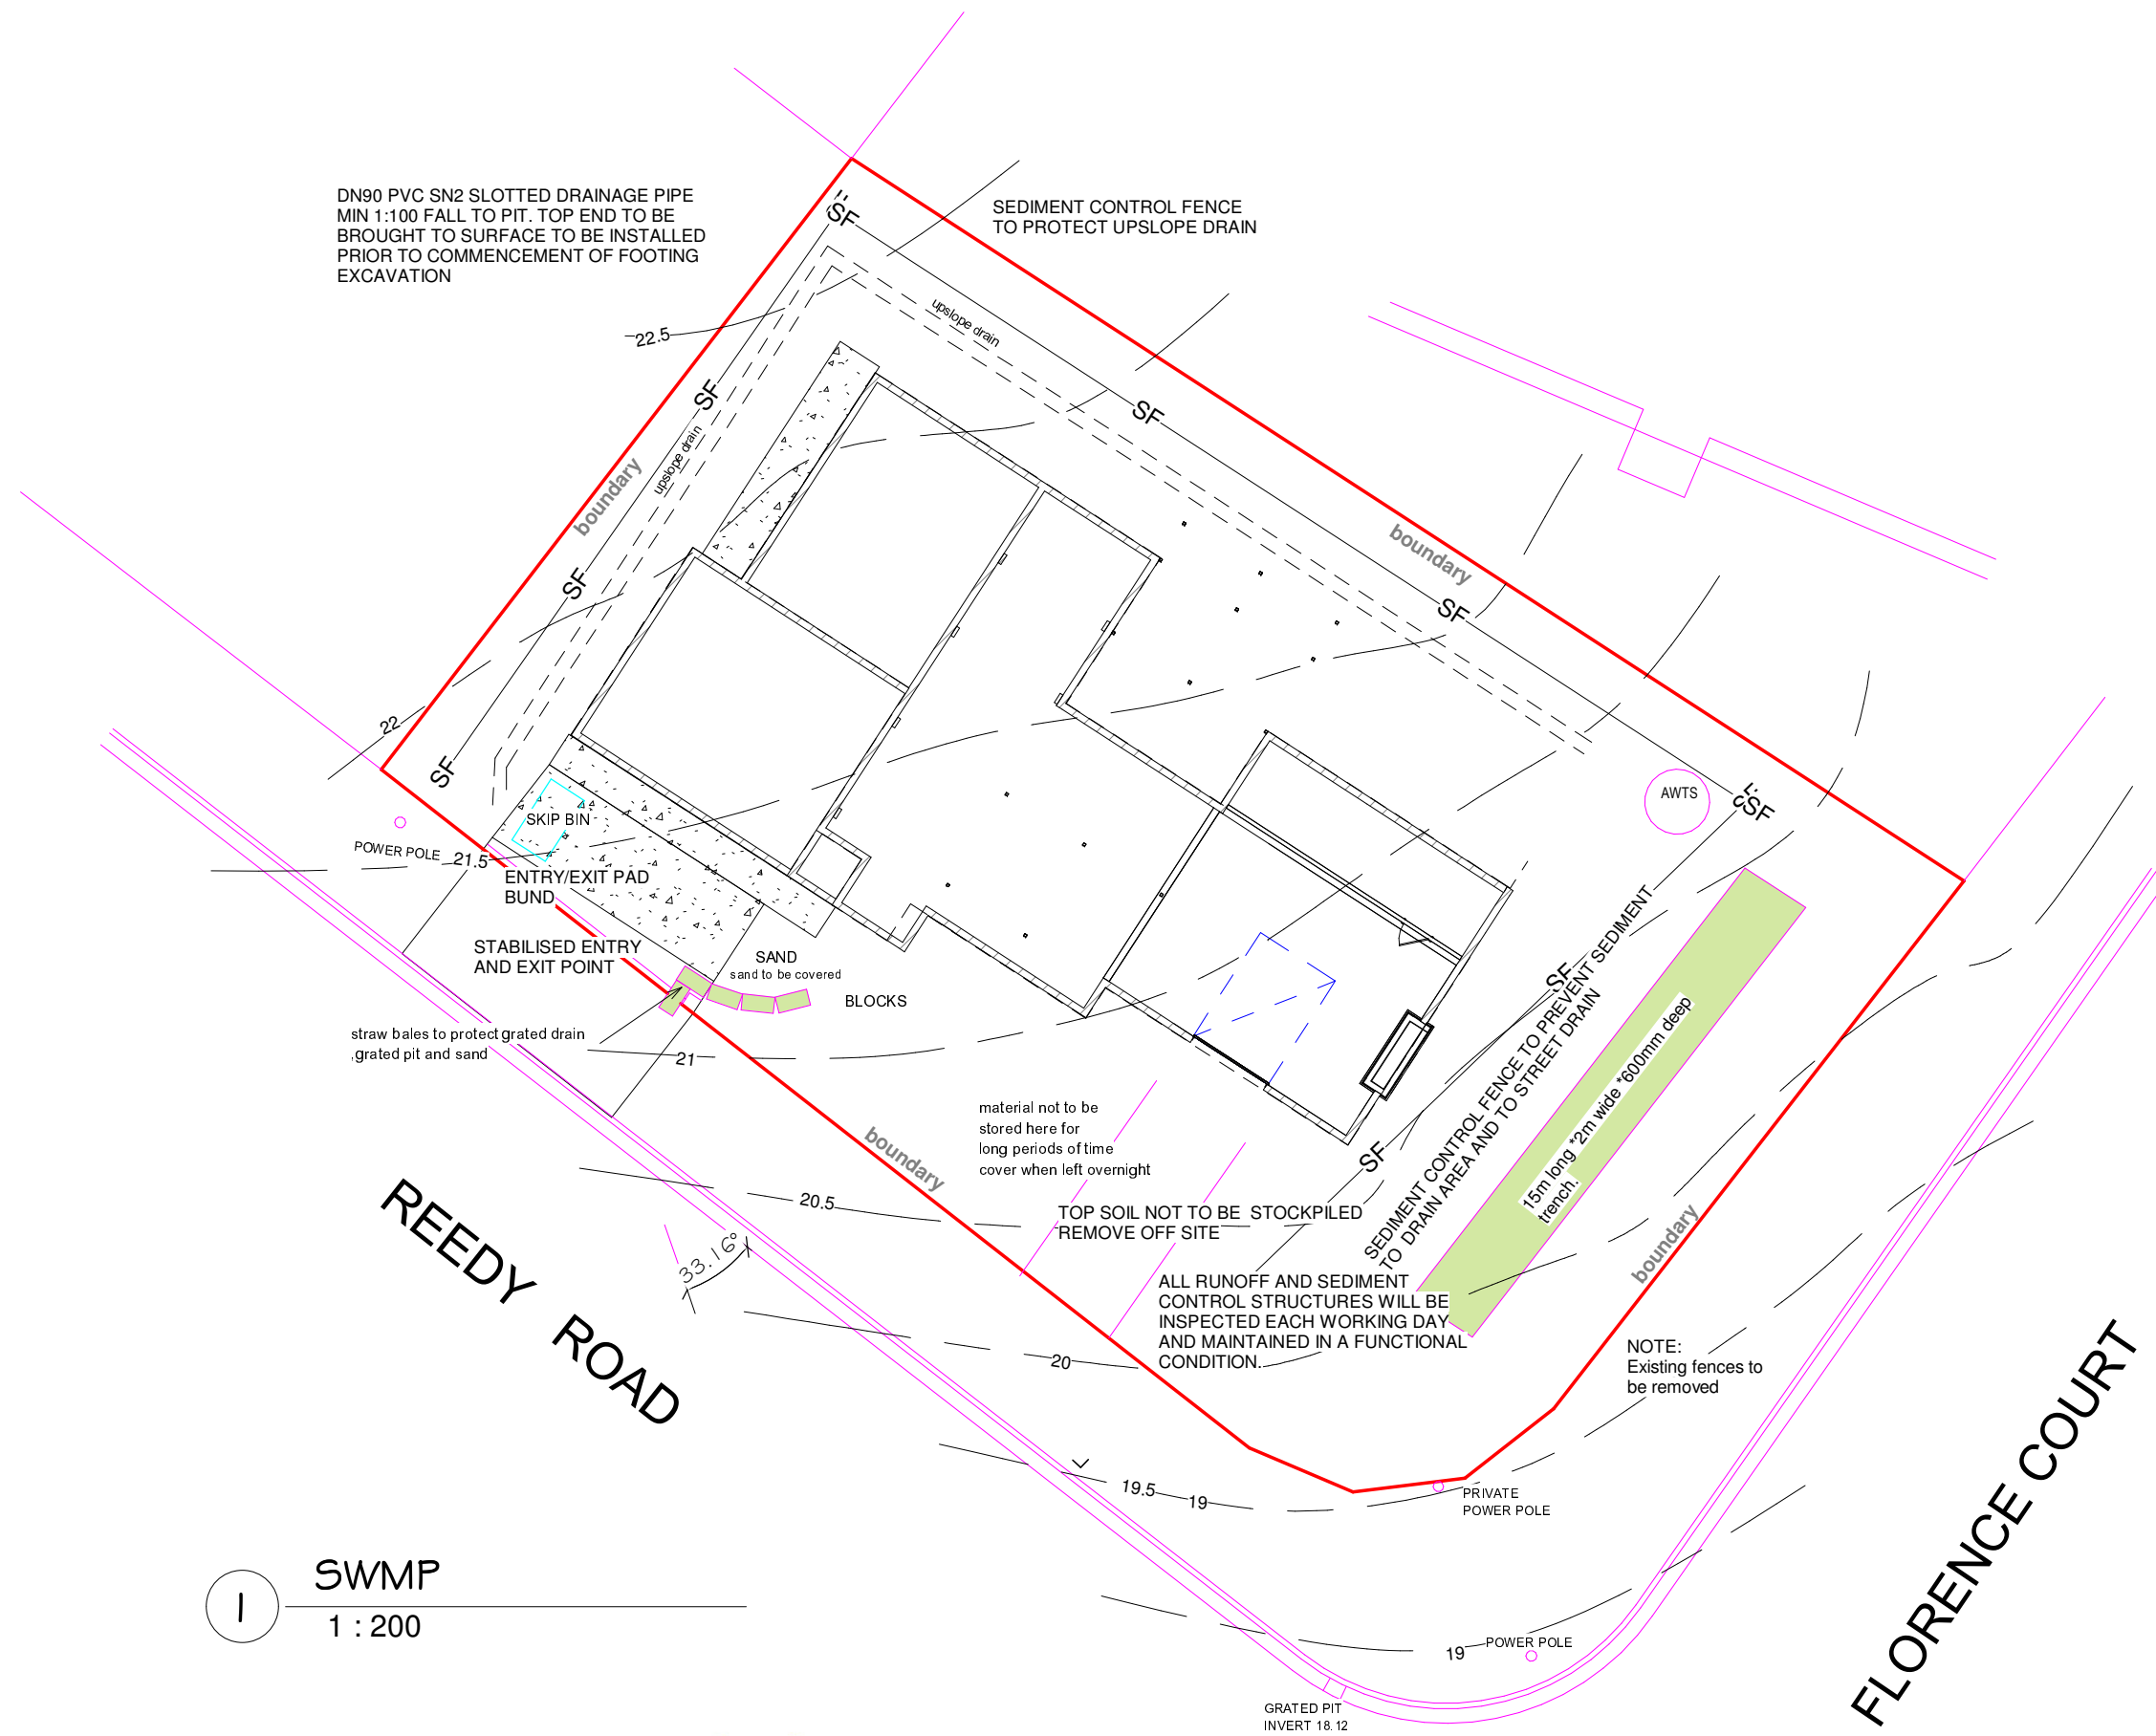 DN90 PVC SN2 SLOTTED DRAINAGE PIPE
MIN 1:100 FALL TO PIT. TOP END TO BE
BROUGHT TO SURFACE TO BE INSTALLED
PRIOR TO COMMENCEMENT OF FOOTING
EXCAVATION
SEDIMENT CONTROL FENCE
TO PROTECT UPSLOPE DRAIN
SF
upslope drain
22.5
SF
SF
upslope drain
boundary
boundary
SF
SF
22
SF
AWTS
SF
SKIP BIN
POWER POLE
21.5
ENTRY/EXIT PAD
BUND
STABILISED ENTRY
AND EXIT POINT
SAND
sand to be covered
BLOCKS
SF
straw bales to protect grated drain
,grated pit and sand
21
SEDIMENT CONTROL FENCE TO PREVENT SEDIMENT
TO DRAIN AREA AND TO STREET DRAIN
15m long *2m wide *600mm deep
trench.
material not to be
stored here for
long periods of time
cover when left overnight
boundary
SF
20.5
TOP SOIL NOT TO BE STOCKPILED
REMOVE OFF SITE
boundary
33.16°
REEDY ROAD
ALL RUNOFF AND SEDIMENT
CONTROL STRUCTURES WILL BE
INSPECTED EACH WORKING DAY
AND MAINTAINED IN A FUNCTIONAL
CONDITION.
20
NOTE:
Existing fences to
be removed
19.5
19
PRIVATE
POWER POLE
FLORENCE COURT
1
SWMP
1 : 200
19
POWER POLE
GRATED PIT
INVERT 18.12